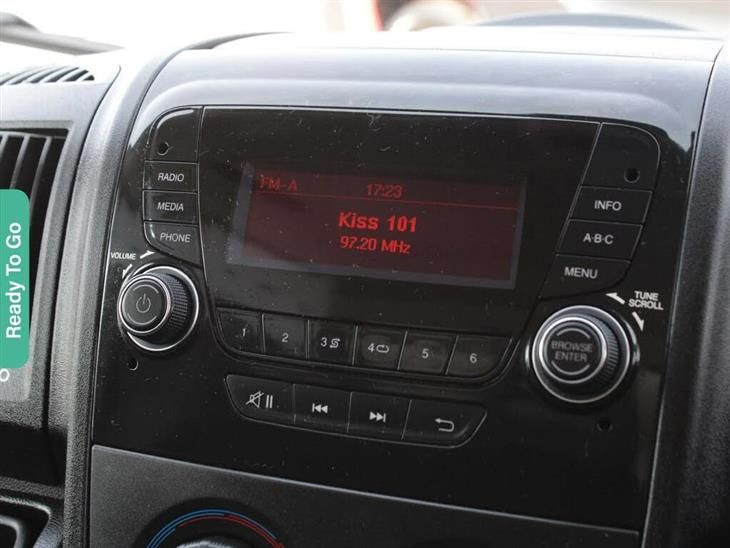 Ready To Go
FM-A 17:23
Kiss 101
97.20 MHz
RADIO
MEDIA
PHONE
VOLUME
INFO
A·B·C
MENU
TUNE
SCROLL
BROWSE
ENTER
1 2 3 4 5 6